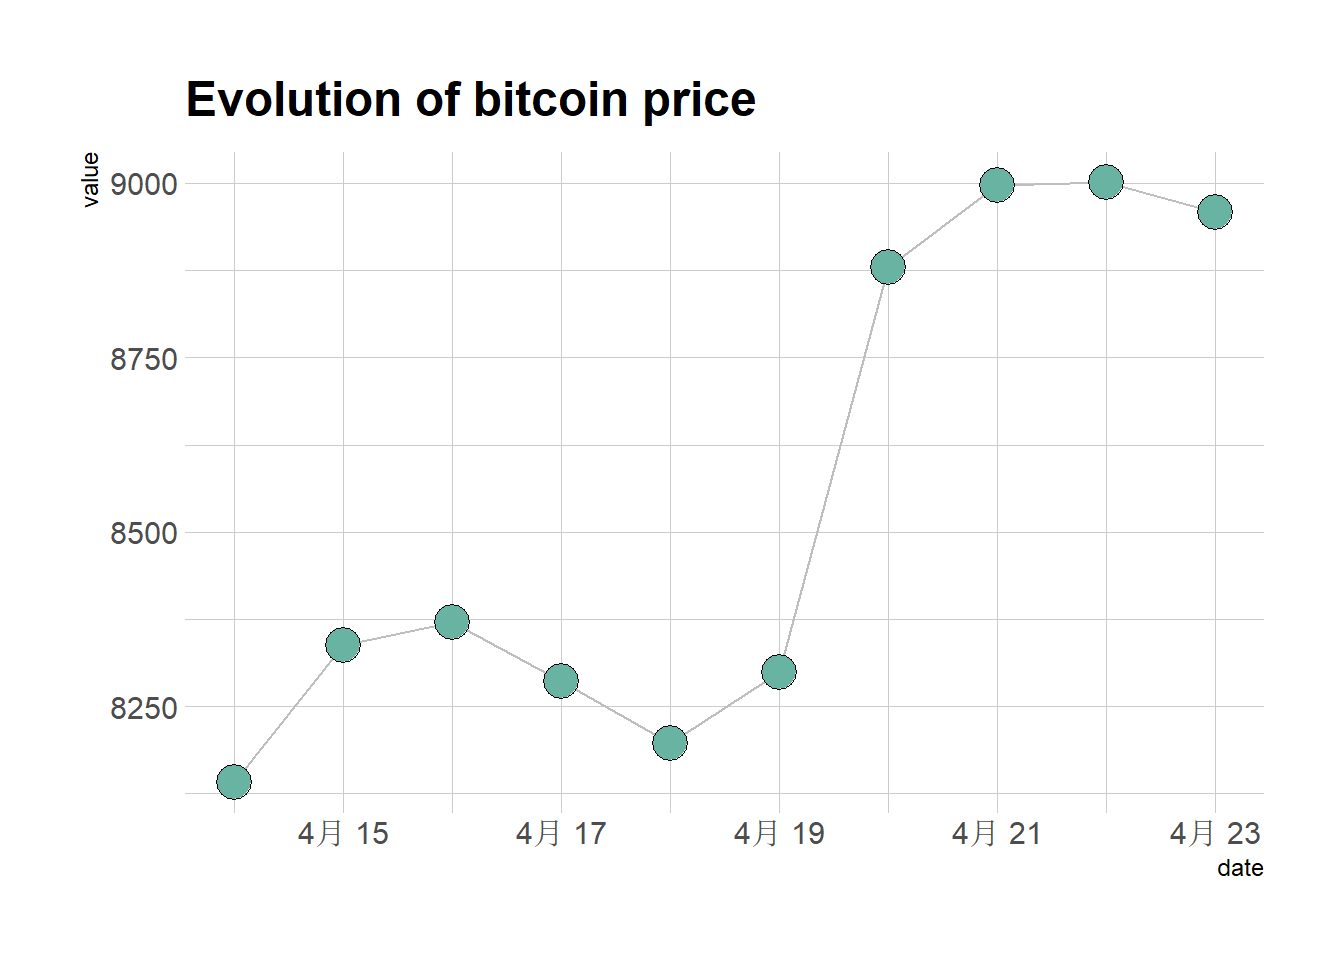 Evolution of bitcoin price
value
9000
8750
8500
8250
4月 15 4月 17 4月 19 4月 21 4月 23
date